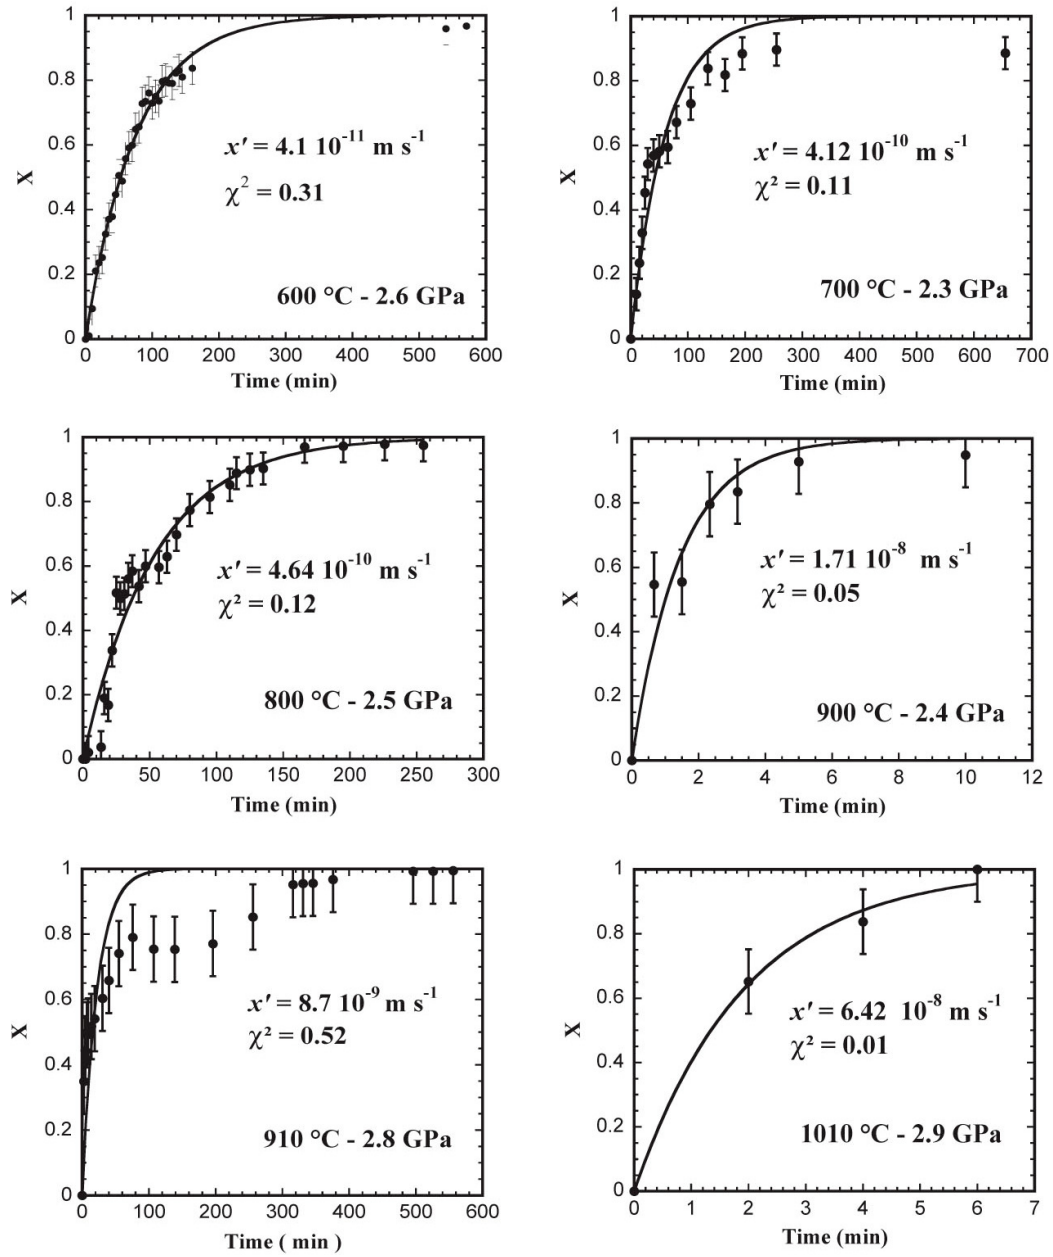 1
0.8
0.6
0.4
0.2
0
X
x′ = 4.1 10⁻¹¹ m s⁻¹
χ² = 0.31
600 °C - 2.6 GPa
0 100 200 300 400 500 600
Time (min)
1
0.8
0.6
0.4
0.2
0
X
x′ = 4.12 10⁻¹⁰ m s⁻¹
χ² = 0.11
700 °C - 2.3 GPa
0 100 200 300 400 500 600 700
Time (min)
1
0.8
0.6
0.4
0.2
0
X
x′ = 4.64 10⁻¹⁰ m s⁻¹
χ² = 0.12
800 °C - 2.5 GPa
0 50 100 150 200 250 300
Time (min)
1
0.8
0.6
0.4
0.2
0
X
x′ = 1.71 10⁻⁸ m s⁻¹
χ² = 0.05
900 °C - 2.4 GPa
0 2 4 6 8 10 12
Time (min)
1
0.8
0.6
0.4
0.2
0
X
x′ = 8.7 10⁻⁹ m s⁻¹
χ² = 0.52
910 °C - 2.8 GPa
0 100 200 300 400 500 600
Time ( min )
1
0.8
0.6
0.4
0.2
0
X
x′ = 6.42 10⁻⁸ m s⁻¹
χ² = 0.01
1010 °C - 2.9 GPa
0 1 2 3 4 5 6 7
Time (min)